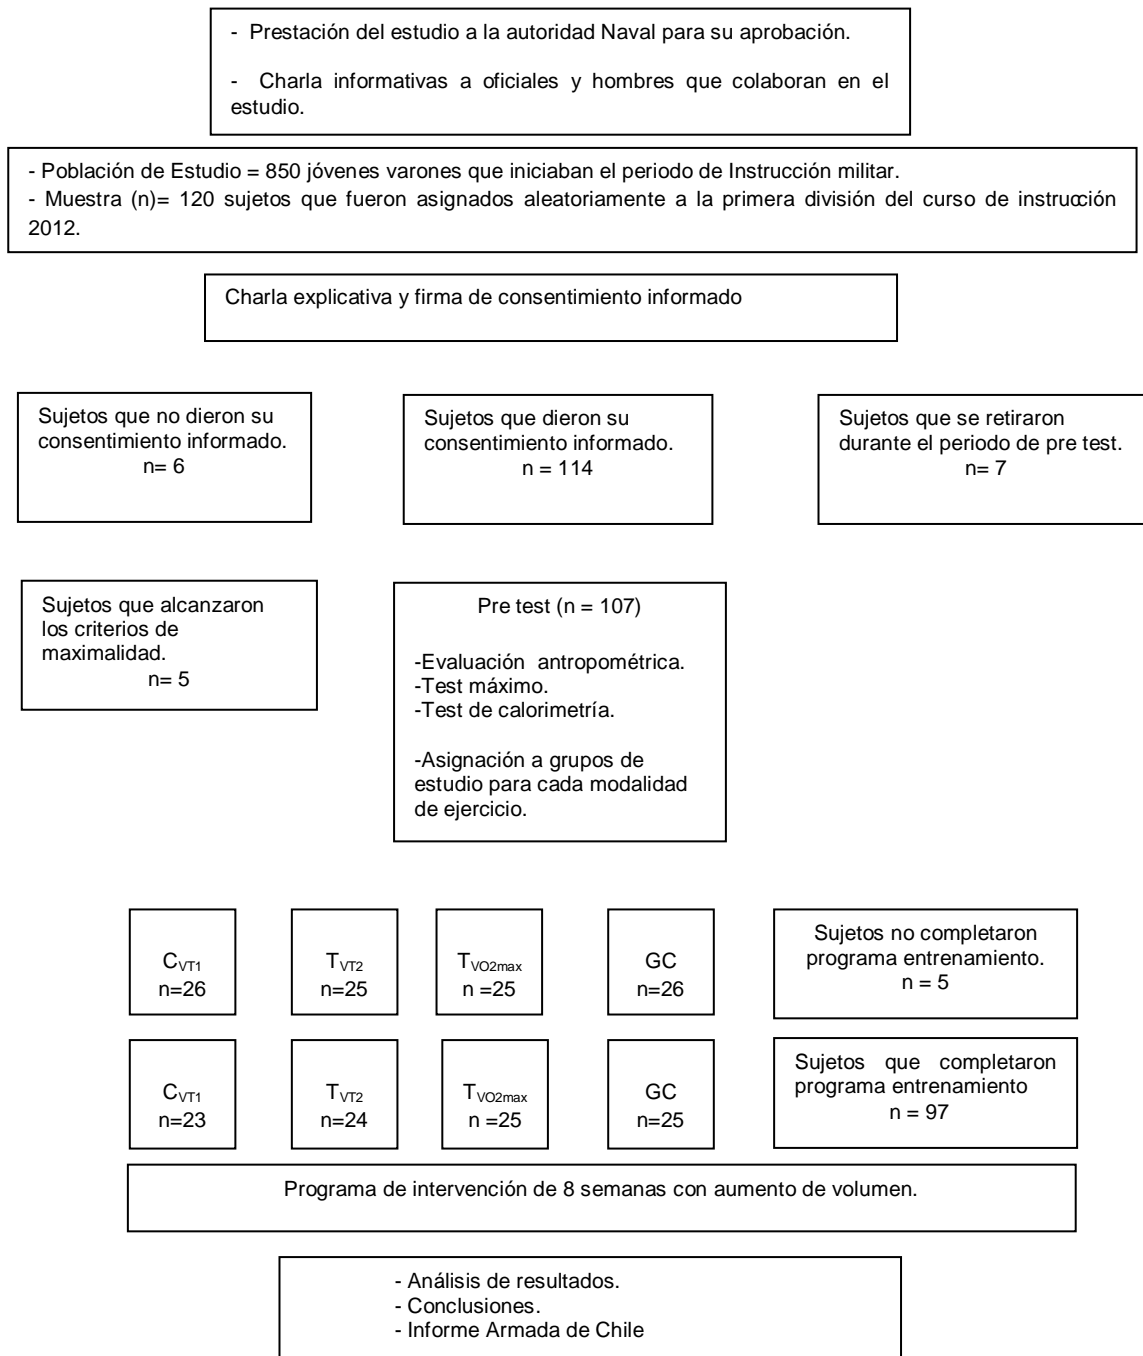 - Prestación del estudio a la autoridad Naval para su aprobación.
- Charla informativas a oficiales y hombres que colaboran en el
estudio.
- Población de Estudio = 850 jóvenes varones que iniciaban el periodo de Instrucción militar.
- Muestra (n)= 120 sujetos que fueron asignados aleatoriamente a la primera división del curso de instrucción
2012.
Charla explicativa y firma de consentimiento informado
Sujetos que no dieron su
consentimiento informado.
n= 6
Sujetos que dieron su
consentimiento informado.
n = 114
Sujetos que se retiraron
durante el periodo de pre test.
n= 7
Sujetos que alcanzaron
los criterios de
maximalidad.
n= 5
Pre test (n = 107)
-Evaluación antropométrica.
-Test máximo.
-Test de calorimetría.
-Asignación a grupos de
estudio para cada modalidad
de ejercicio.
CVT1
n=26
TVT2
n=25
TVO2max
n =25
GC
n=26
Sujetos no completaron
programa entrenamiento.
n = 5
CVT1
n=23
TVT2
n=24
TVO2max
n =25
GC
n=25
Sujetos que completaron
programa entrenamiento
n = 97
Programa de intervención de 8 semanas con aumento de volumen.
- Análisis de resultados.
- Conclusiones.
- Informe Armada de Chile